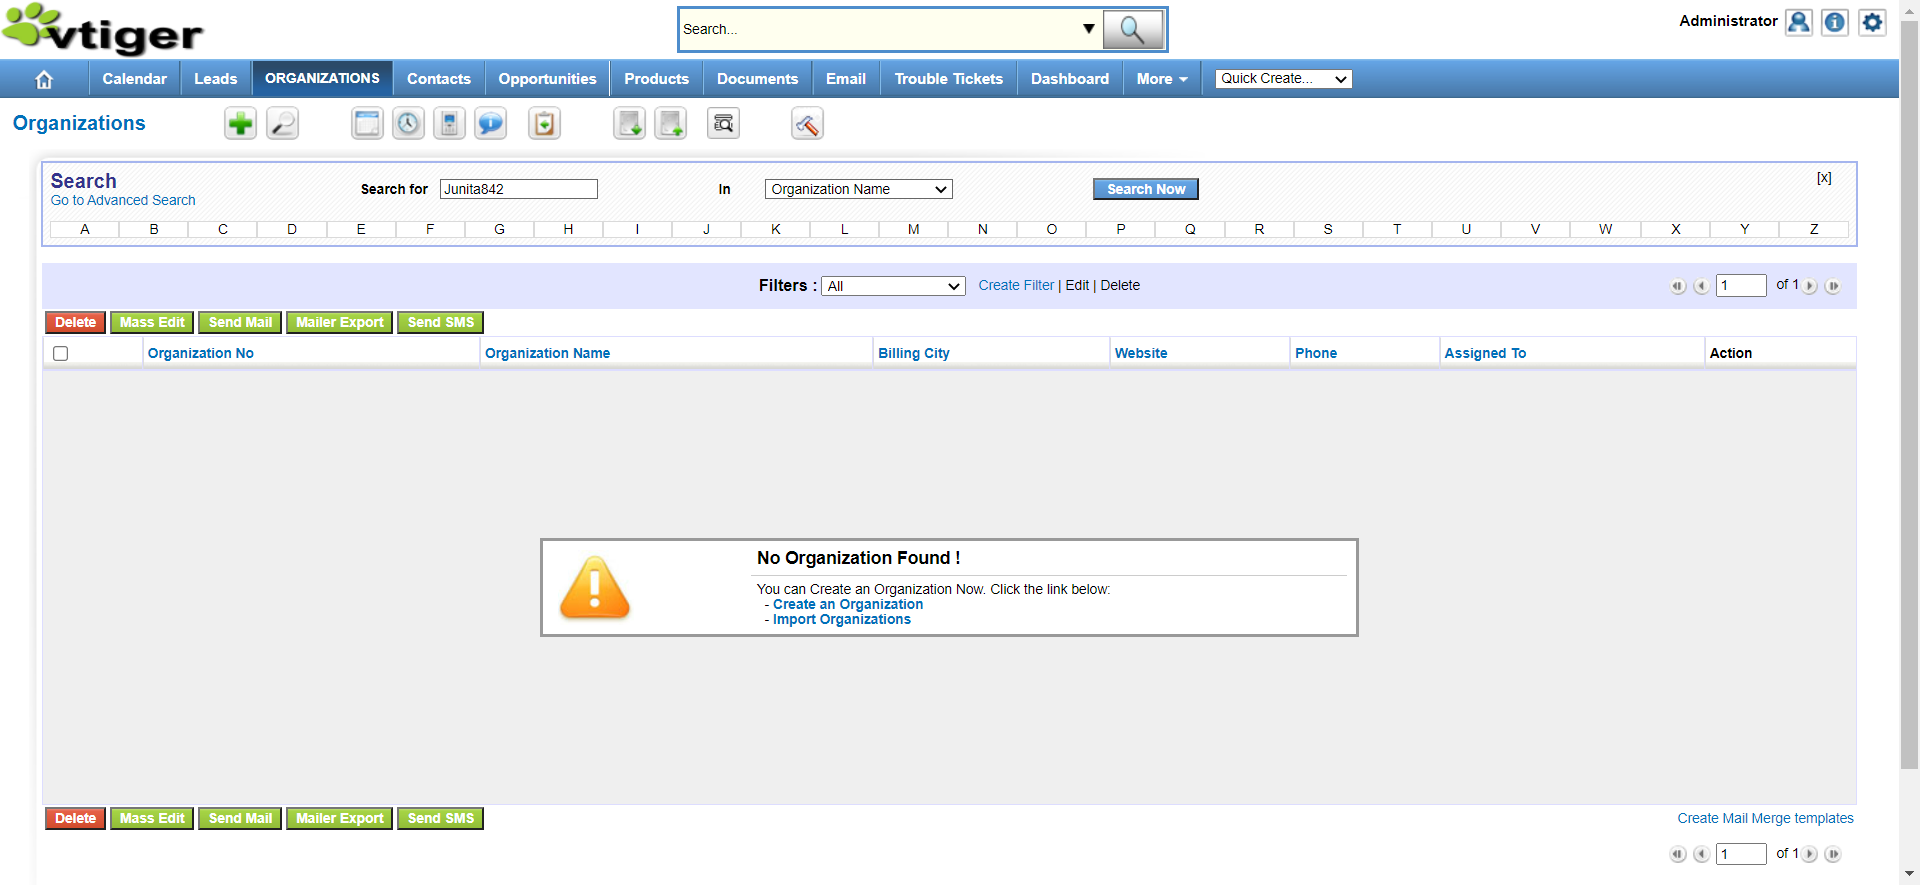 vtiger
Search...
Administrator
Calendar
Leads
ORGANIZATIONS
Contacts
Opportunities
Products
Documents
Email
Trouble Tickets
Dashboard
More
Quick Create...
Organizations
Search
Go to Advanced Search
Search for
Junita842
In
Organization Name
Search Now
[x]
A B C D E F G H I J K L M N O P Q R S T U V W X Y Z
Filters : All Create Filter | Edit | Delete
1 of 1
Delete
Mass Edit
Send Mail
Mailer Export
Send SMS
Organization No
Organization Name
Billing City
Website
Phone
Assigned To
Action
No Organization Found !
You can Create an Organization Now. Click the link below:
- Create an Organization
- Import Organizations
Delete
Mass Edit
Send Mail
Mailer Export
Send SMS
Create Mail Merge templates
1 of 1